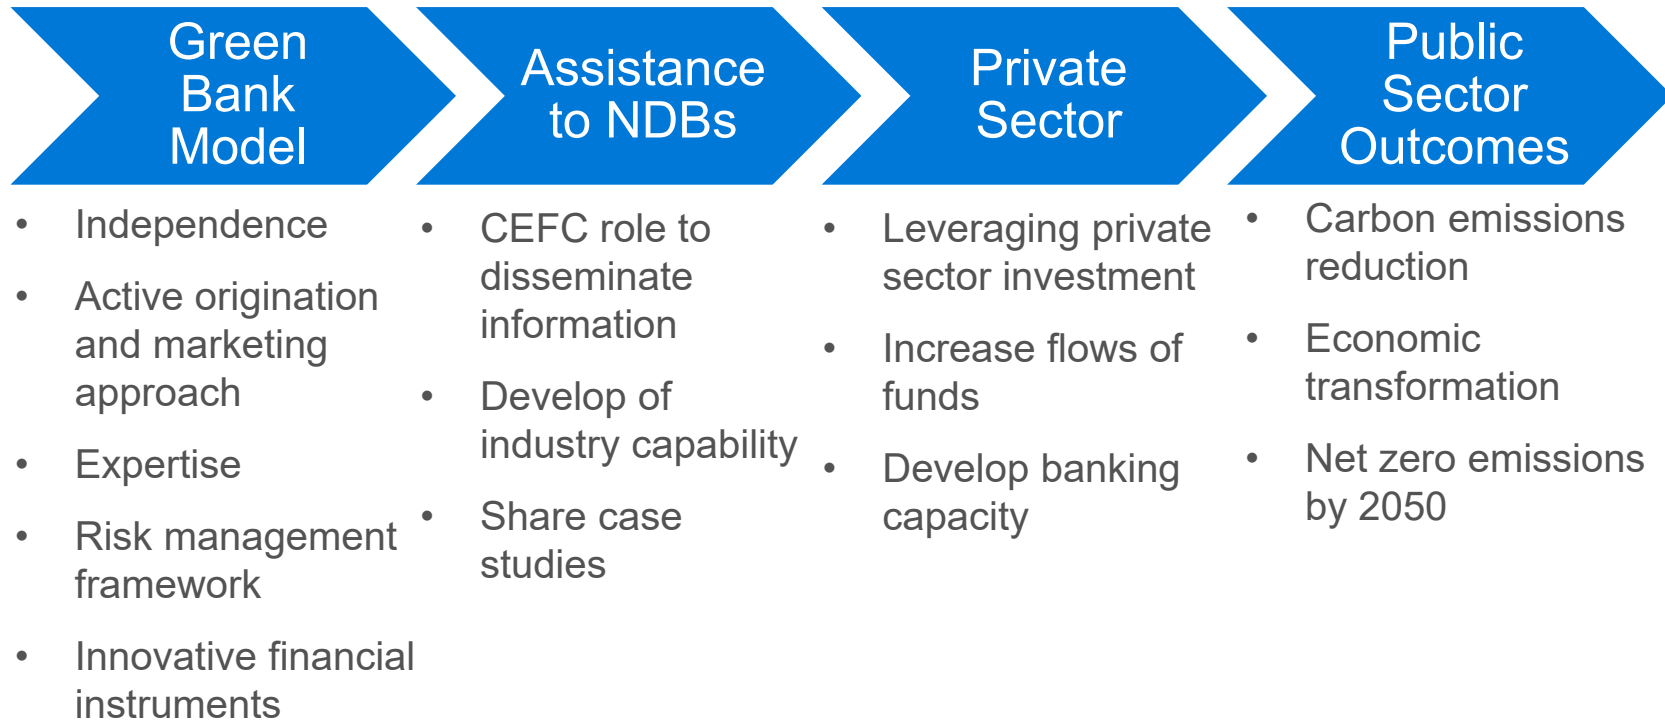 Green
Bank
Model
• Independence
• Active origination
and marketing
approach
• Expertise
• Risk management
framework
• Innovative financial
instruments
Assistance
to NDBs
• CEFC role to
disseminate
information
• Develop of
industry capability
• Share case
studies
Private
Sector
• Leveraging private
sector investment
• Increase flows of
funds
• Develop banking
capacity
Public
Sector
Outcomes
• Carbon emissions
reduction
• Economic
transformation
• Net zero emissions
by 2050